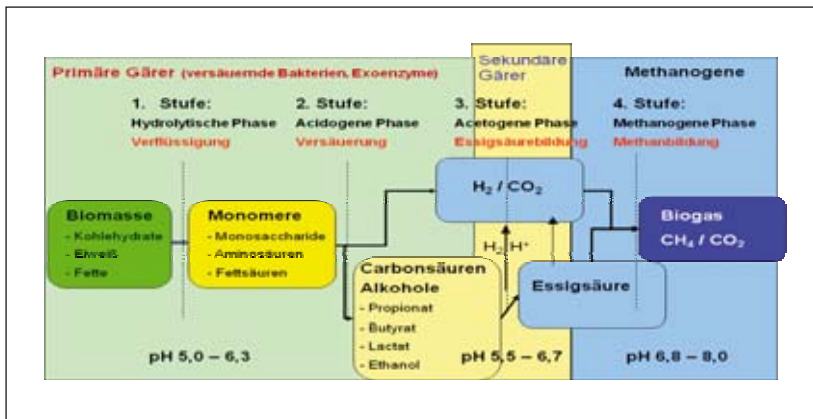 Primäre Gärer (versäuernde Bakterien, Exoenzyme)
Sekundäre
Gärer
Methanogene
1. Stufe:
Hydrolytische Phase
Verflüssigung
2. Stufe:
Acidogene Phase
Versäuerung
3. Stufe:
Acetogene Phase
Essigsäurebildung
4. Stufe:
Methanogene Phase
Methanbildung
Biomasse
- Kohlehydrate
- Eiweiß
- Fette
Monomere
- Monosaccharide
- Aminosäuren
- Fettsäuren
H₂ / CO₂
H₂ H⁺
Carbonsäuren
Alkohole
- Propionat
- Butyrat
- Lactat
- Ethanol
Essigsäure
Biogas
CH₄ / CO₂
pH 5,0 – 6,3
pH 5,5 – 6,7
pH 6,8 – 8,0